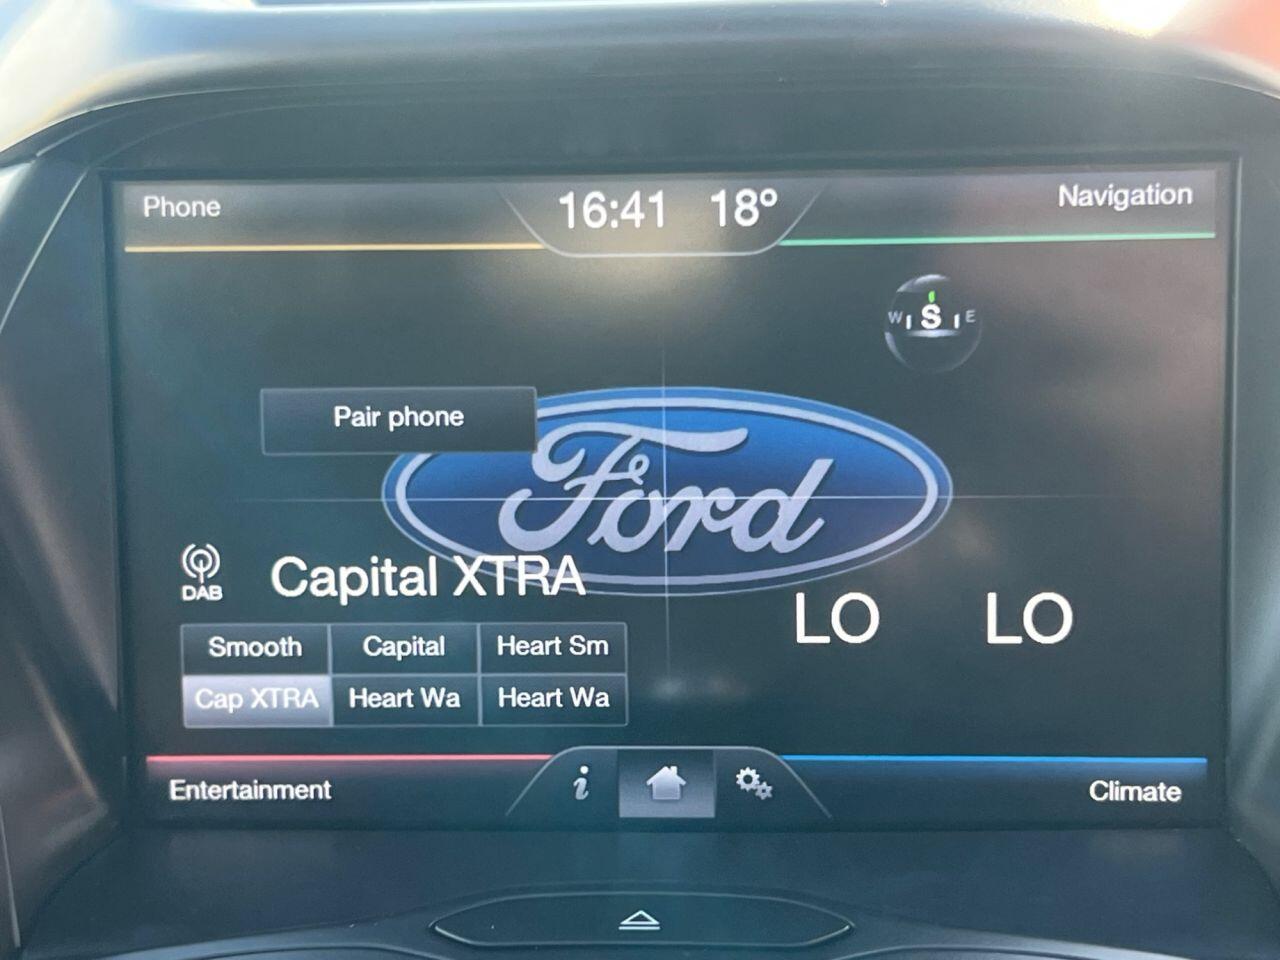 Phone
16:41 18°
Navigation
W S E
Pair phone
Ford
DAB
Capital XTRA
LO LO
Smooth Capital Heart Sm
Cap XTRA Heart Wa Heart Wa
Entertainment
i
Climate